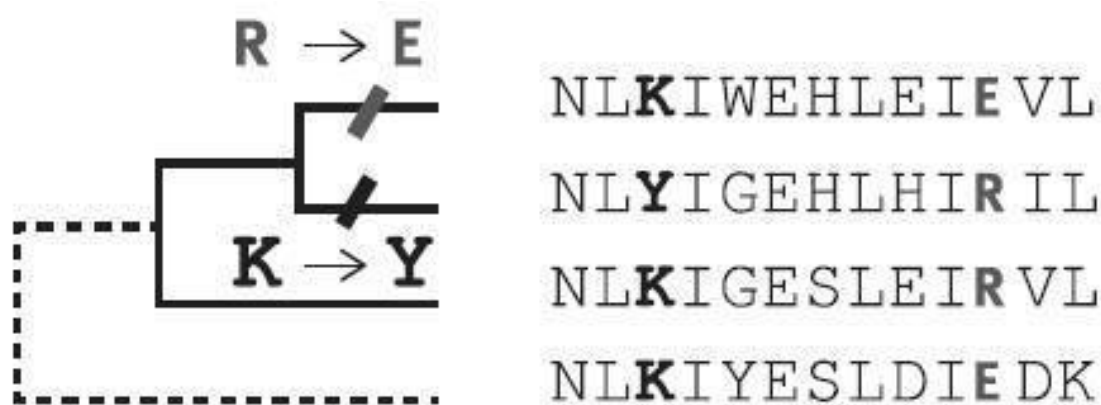 R → E
K → Y
NLKIWEHLEIEVL
NLYIGEHLHIRIL
NLKIGESLEIRVL
NLKIYESLDIEDK